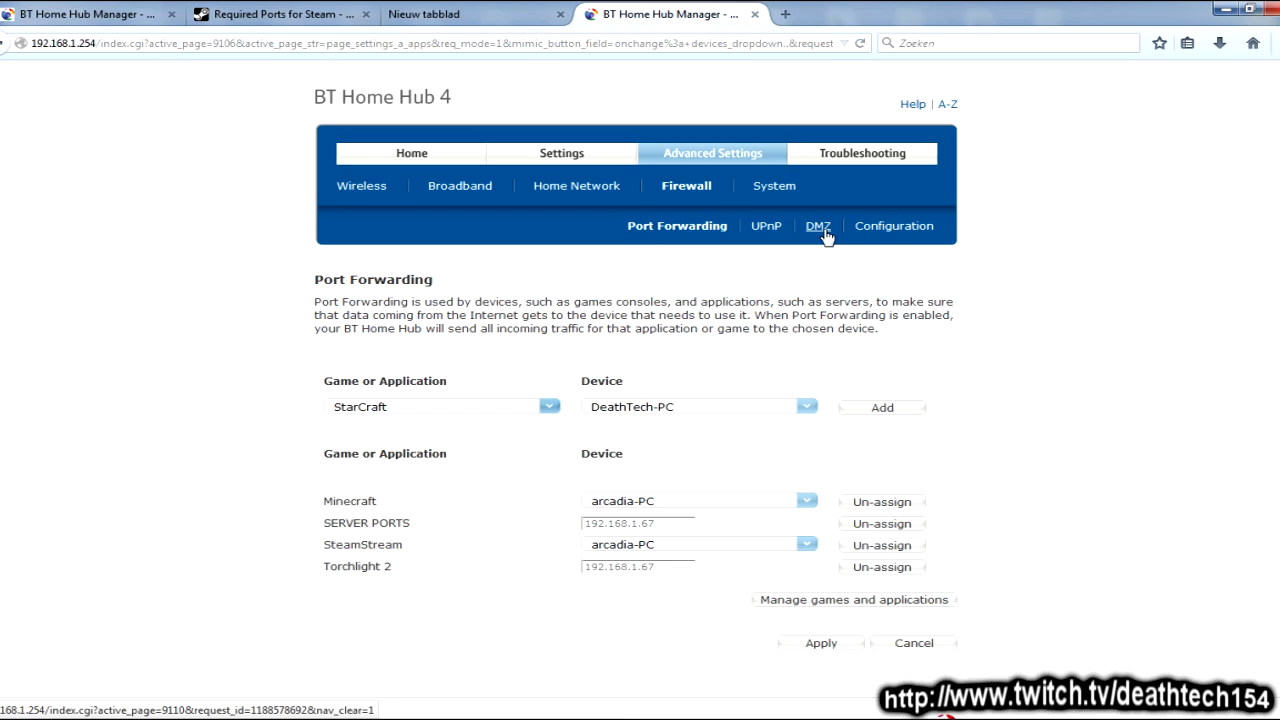 BT Home Hub Manager - ...
Required Ports for Steam - ...
Nieuw tabblad
BT Home Hub Manager - ...
192.168.1.254/index.cgi?active_page=9106&active_page_str=page_settings_a_apps&req_mode=1&mimic_button_field=onchange%3a+devices_dropdown..&request
Zoeken
BT Home Hub 4
Help | A-Z
Home
Settings
Advanced Settings
Troubleshooting
Wireless
Broadband
Home Network
Firewall
System
Port Forwarding
UPnP
DMZ
Configuration
Port Forwarding
Port Forwarding is used by devices, such as games consoles, and applications, such as servers, to make sure
that data coming from the Internet gets to the device that needs to use it. When Port Forwarding is enabled,
your BT Home Hub will send all incoming traffic for that application or game to the chosen device.
Game or Application
Device
StarCraft
DeathTech-PC
Add
Game or Application
Device
Minecraft
arcadia-PC
Un-assign
SERVER PORTS
192.168.1.67
Un-assign
SteamStream
arcadia-PC
Un-assign
Torchlight 2
192.168.1.67
Un-assign
Manage games and applications
Apply
Cancel
http://www.twitch.tv/deathtech154
168.1.254/index.cgi?active_page=9110&request_id=1188578692&nav_clear=1